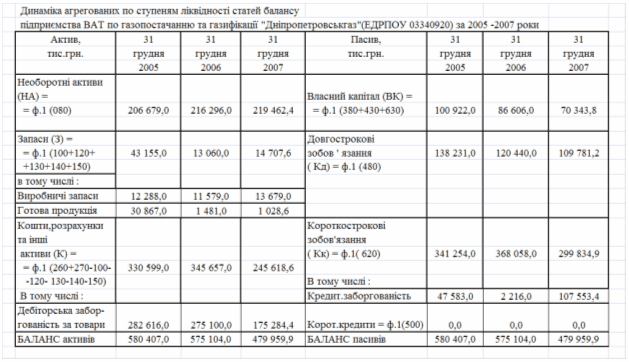 Динаміка агрегованих по ступеням ліквідності статей балансу
підприємства ВАТ по газопостачанню та газифікації "Дніпропетровськгаз"(ЕДРПОУ 03340920) за 2005 -2007 роки
Актив, 31 31 31 Пасив, 31 31 31
тис.грн. грудня грудня грудня тис.грн. грудня грудня грудня
2005 2006 2007 2005 2006 2007
Необоротні активи
(НА) = Власний капітал (ВК) =
= ф.1 (080) 206 679,0 216 296,0 219 462,4 = ф.1 (380+430+630) 100 922,0 86 606,0 70 343,8
Запаси (З) = Довгострокові
= ф.1 (100+120+ 43 155,0 13 060,0 14 707,6 зобов ' язання 138 231,0 120 440,0 109 781,2
+130+140+150) ( Кд) = ф.1 (480)
в тому числі :
Виробничі запаси 12 288,0 11 579,0 13 679,0
Готова продукція 30 867,0 1 481,0 1 028,6
Кошти,розрахунки Короткострокові
та інші зобов'язання
активи (К) = ( Кк) = ф.1( 620) 341 254,0 368 058,0 299 834,9
= ф.1 (260+270-100- 330 599,0 345 657,0 245 618,6
-120- 130-140-150) В тому числі :
В тому числі : Кредит.заборгованість 47 583,0 2 216,0 107 553,4
Дебіторська забор-
гованість за товари 282 616,0 275 100,0 175 284,4 Корот.кредити = ф.1(500) 0,0 0,0 0,0
БАЛАНС активів 580 407,0 575 104,0 479 959,9 БАЛАНС пасивів 580 407,0 575 104,0 479 959,9